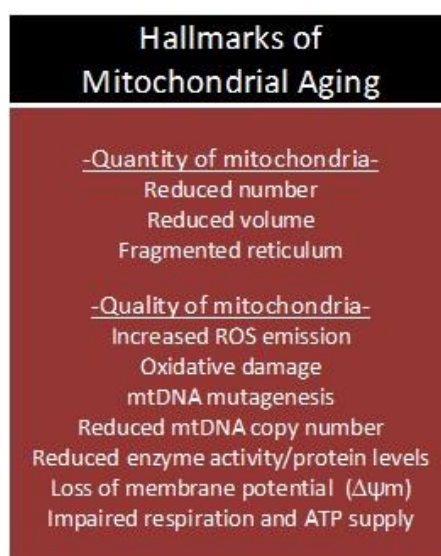 Hallmarks of
Mitochondrial Aging
-Quantity of mitochondria-
Reduced number
Reduced volume
Fragmented reticulum
-Quality of mitochondria-
Increased ROS emission
Oxidative damage
mtDNA mutagenesis
Reduced mtDNA copy number
Reduced enzyme activity/protein levels
Loss of membrane potential (Δψm)
Impaired respiration and ATP supply